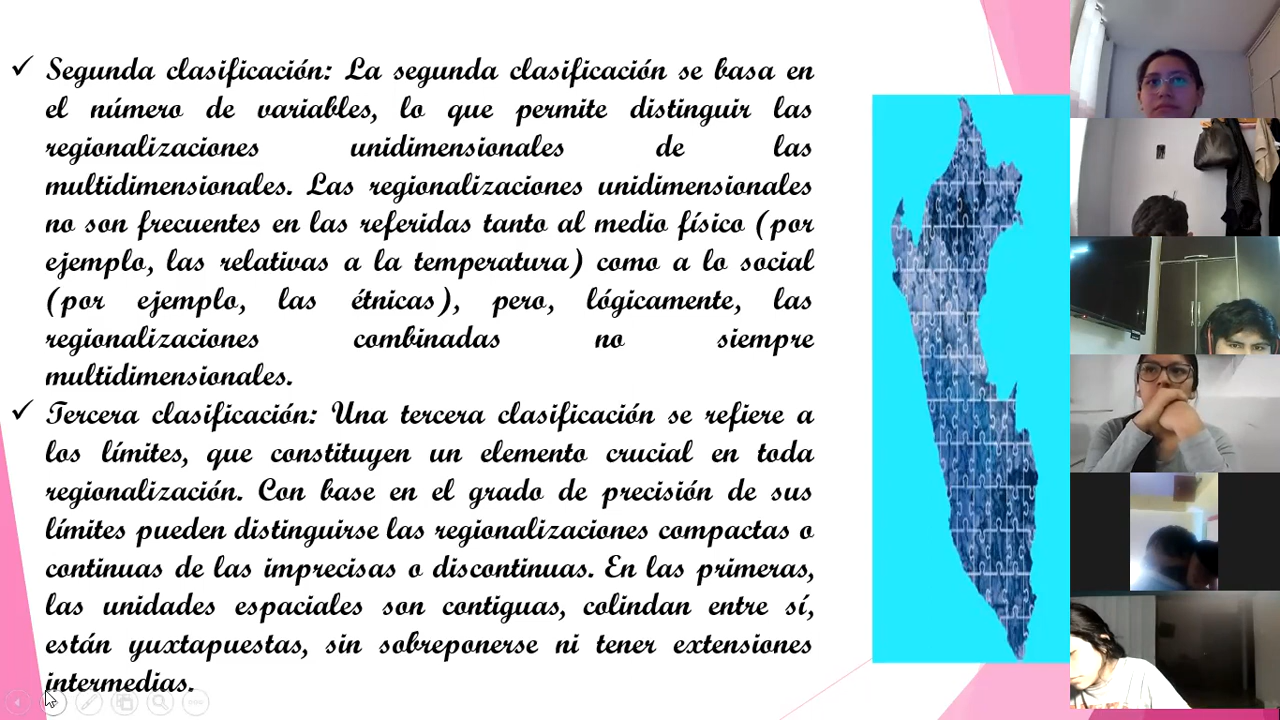 Segunda clasificación: La segunda clasificación se basa en
el número de variables, lo que permite distinguir las
regionalizaciones unidimensionales de las
multidimensionales. Las regionalizaciones unidimensionales
no son frecuentes en las referidas tanto al medio físico (por
ejemplo, las relativas a la temperatura) como a lo social
(por ejemplo, las étnicas), pero, lógicamente, las
regionalizaciones combinadas no siempre
multidimensionales.
Tercera clasificación: Una tercera clasificación se refiere a
los límites, que constituyen un elemento crucial en toda
regionalización. Con base en el grado de precisión de sus
límites pueden distinguirse las regionalizaciones compactas o
continuas de las imprecisas o discontinuas. En las primeras,
las unidades espaciales son contiguas, colindan entre sí,
están yuxtapuestas, sin sobreponerse ni tener extensiones
intermedias.